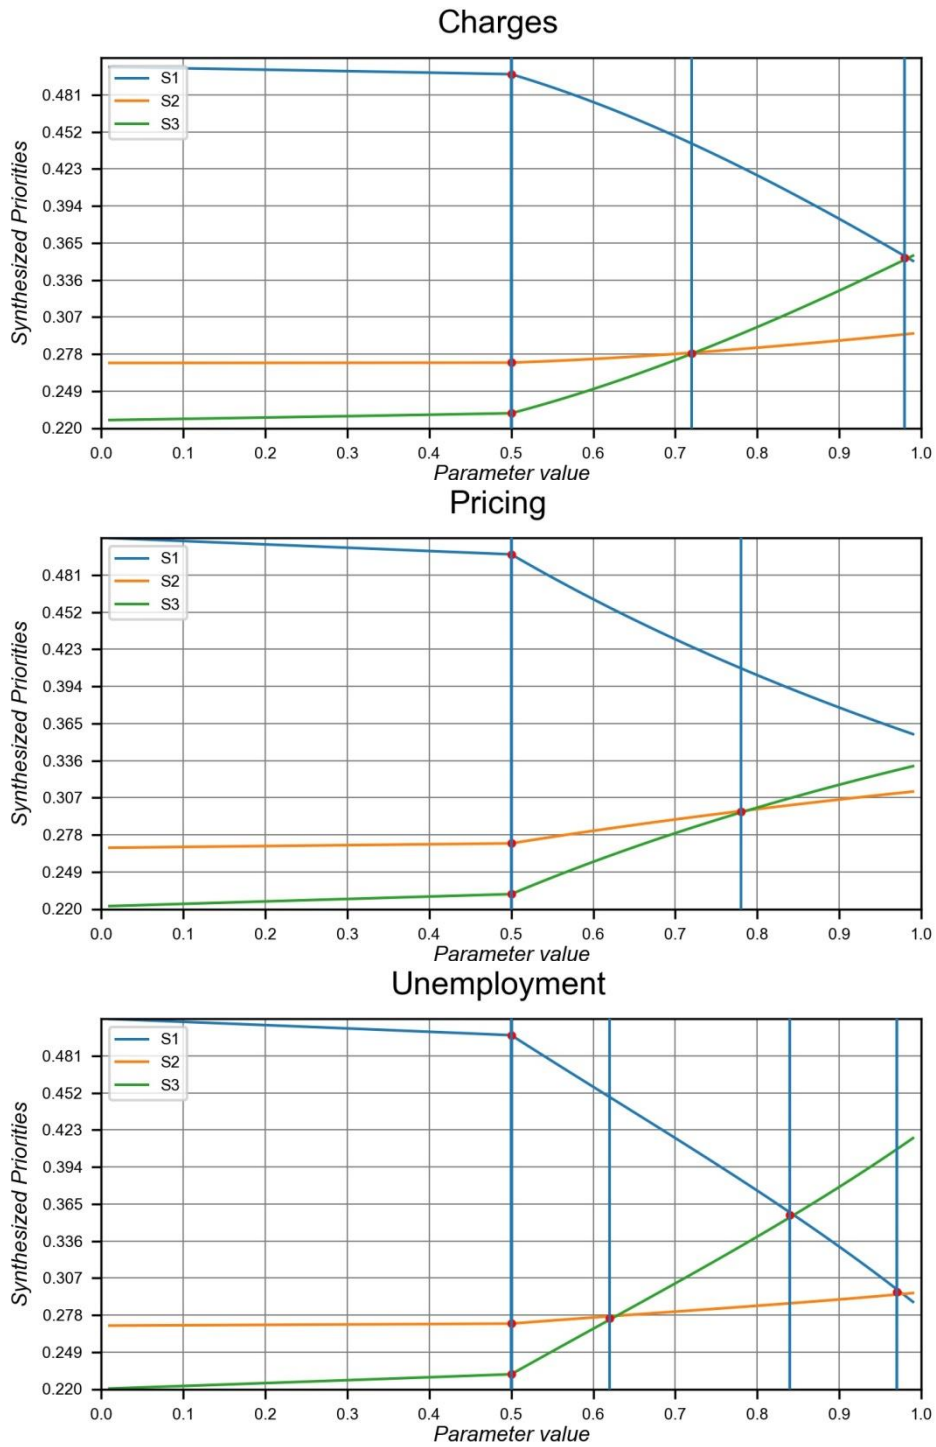 Charges
S1
S2
S3
0.481
0.452
0.423
0.394
0.365
0.336
0.307
0.278
0.249
0.220
Synthesized Priorities
0.0 0.1 0.2 0.3 0.4 0.5 0.6 0.7 0.8 0.9 1.0
Parameter value
Pricing
S1
S2
S3
0.481
0.452
0.423
0.394
0.365
0.336
0.307
0.278
0.249
0.220
Synthesized Priorities
0.0 0.1 0.2 0.3 0.4 0.5 0.6 0.7 0.8 0.9 1.0
Parameter value
Unemployment
S1
S2
S3
0.481
0.452
0.423
0.394
0.365
0.336
0.307
0.278
0.249
0.220
Synthesized Priorities
0.0 0.1 0.2 0.3 0.4 0.5 0.6 0.7 0.8 0.9 1.0
Parameter value